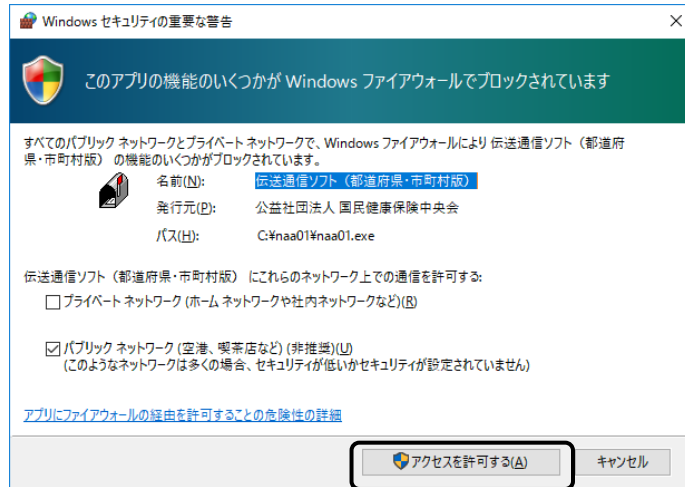 Windows セキュリティの重要な警告
このアプリの機能のいくつかが Windows ファイアウォールでブロックされています
すべてのパブリック ネットワークとプライベート ネットワークで、Windows ファイアウォールにより 伝送通信ソフト（都道府
県・市町村版） の機能のいくつかがブロックされています。
名前(N): 伝送通信ソフト（都道府県・市町村版）
発行元(P): 公益社団法人 国民健康保険中央会
パス(H): C:¥naa01¥naa01.exe
伝送通信ソフト（都道府県・市町村版） にこれらのネットワーク上での通信を許可する:
プライベート ネットワーク (ホーム ネットワークや社内ネットワークなど)(R)
パブリック ネットワーク (空港、喫茶店など) (非推奨)(U)
(このようなネットワークは多くの場合、セキュリティが低いかセキュリティが設定されていません)
アプリにファイアウォールの経由を許可することの危険性の詳細
アクセスを許可する(A) キャンセル